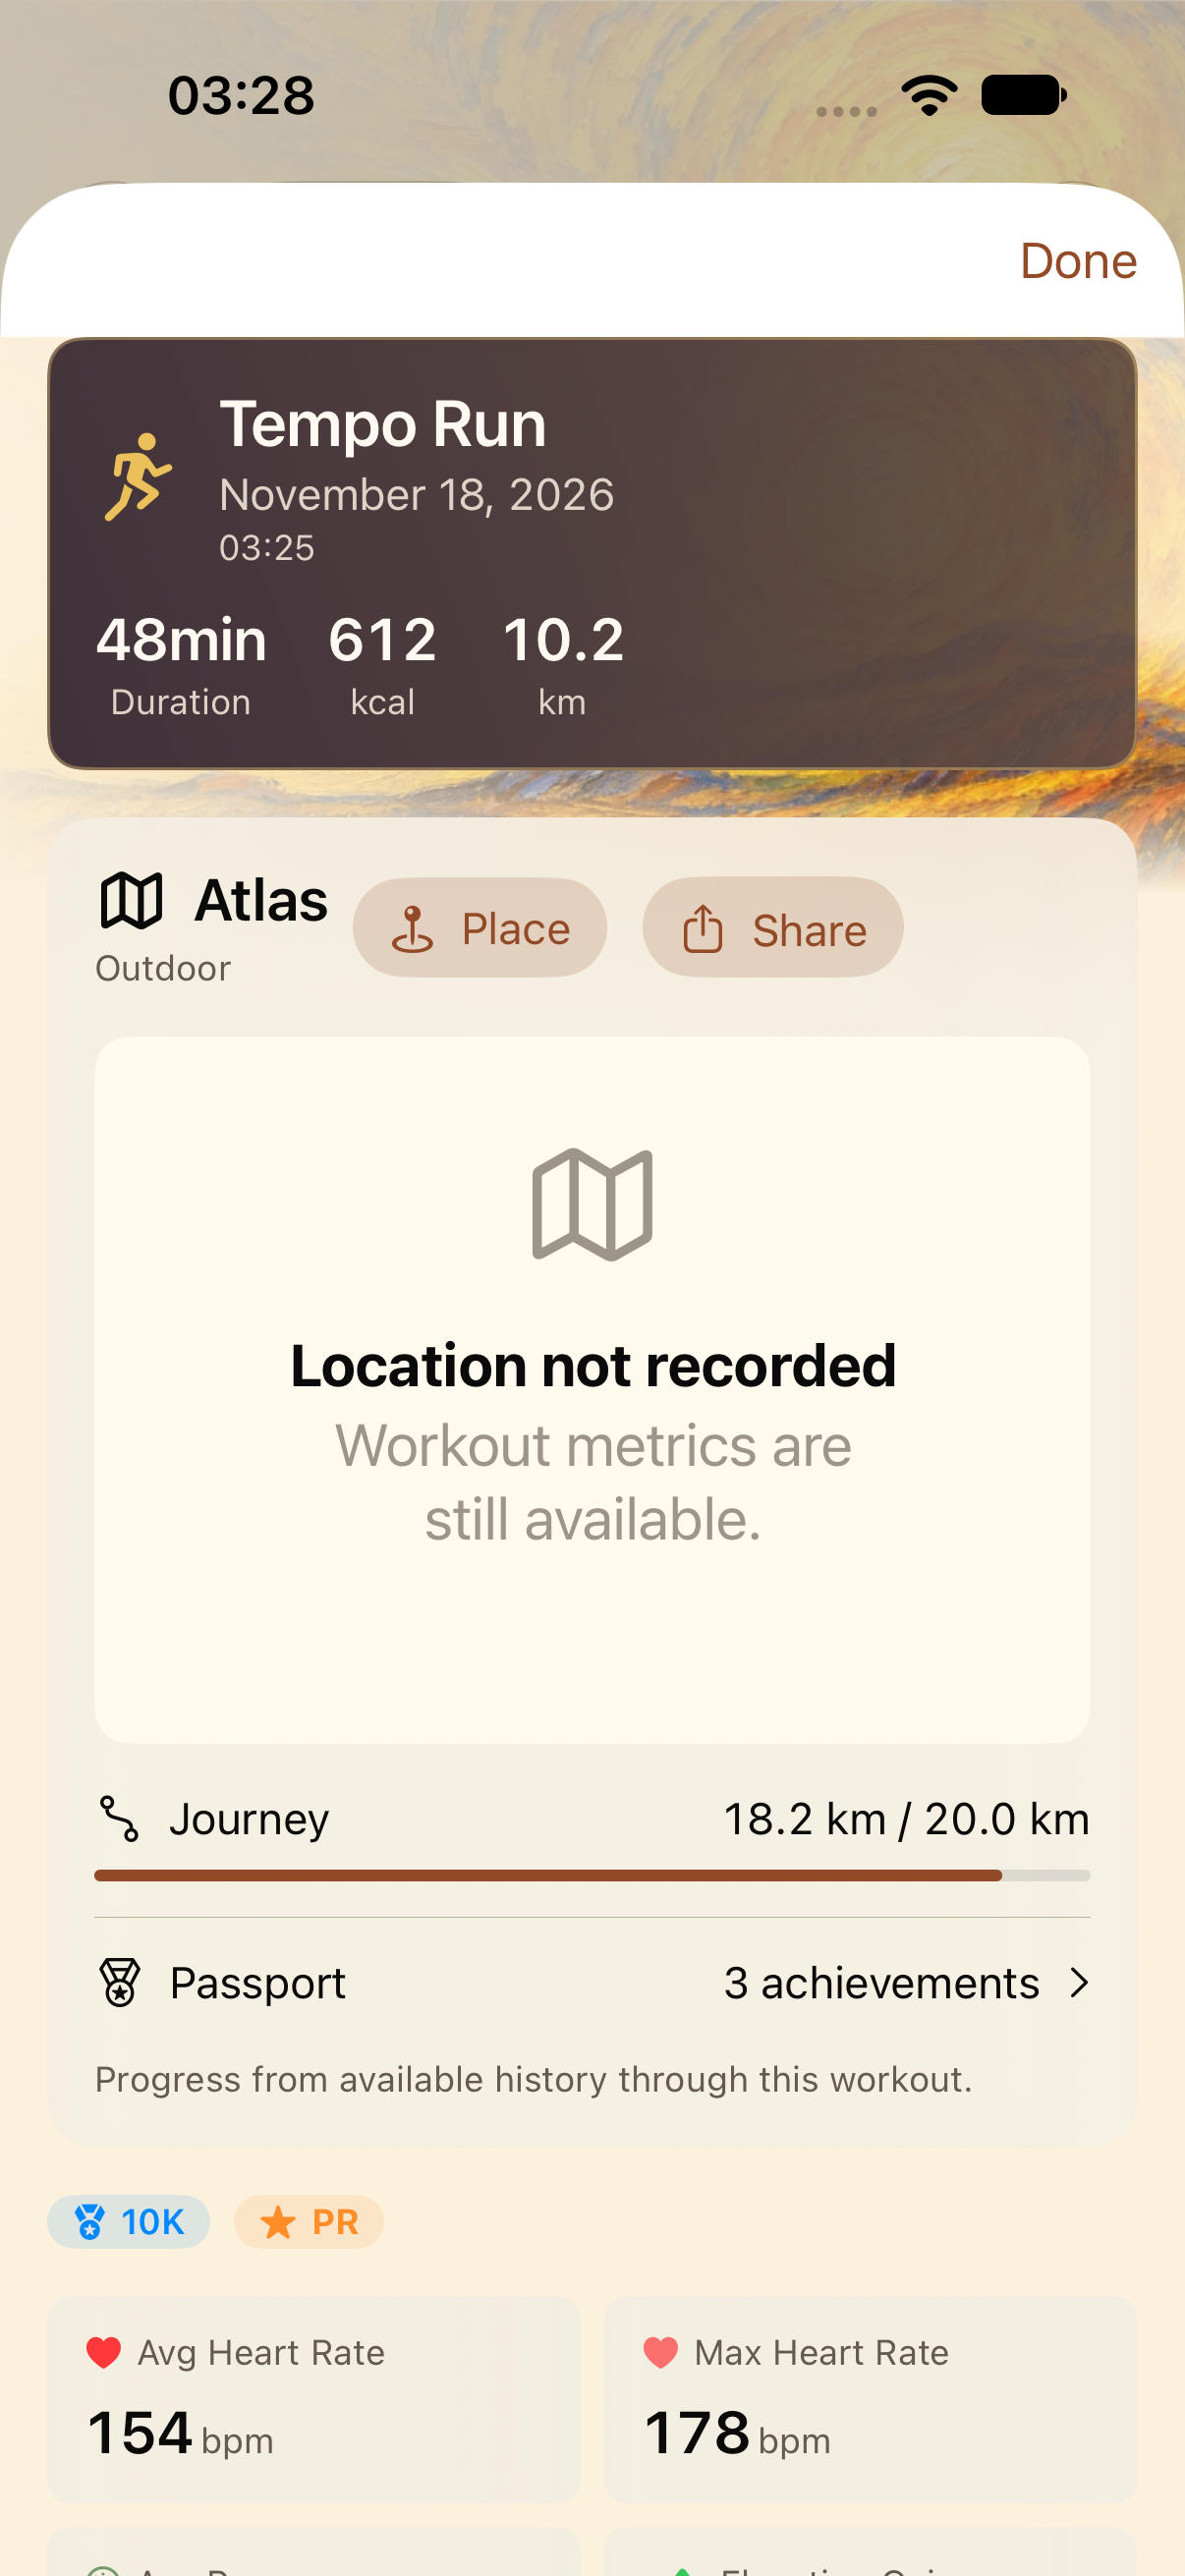 03:28
Done
Tempo Run
November 18, 2026
03:25
48min 612 10.2
Duration kcal km
Atlas Place Share
Outdoor
Location not recorded
Workout metrics are
still available.
Journey 18.2 km / 20.0 km
Passport 3 achievements
Progress from available history through this workout.
10K PR
Avg Heart Rate Max Heart Rate
154 bpm 178 bpm